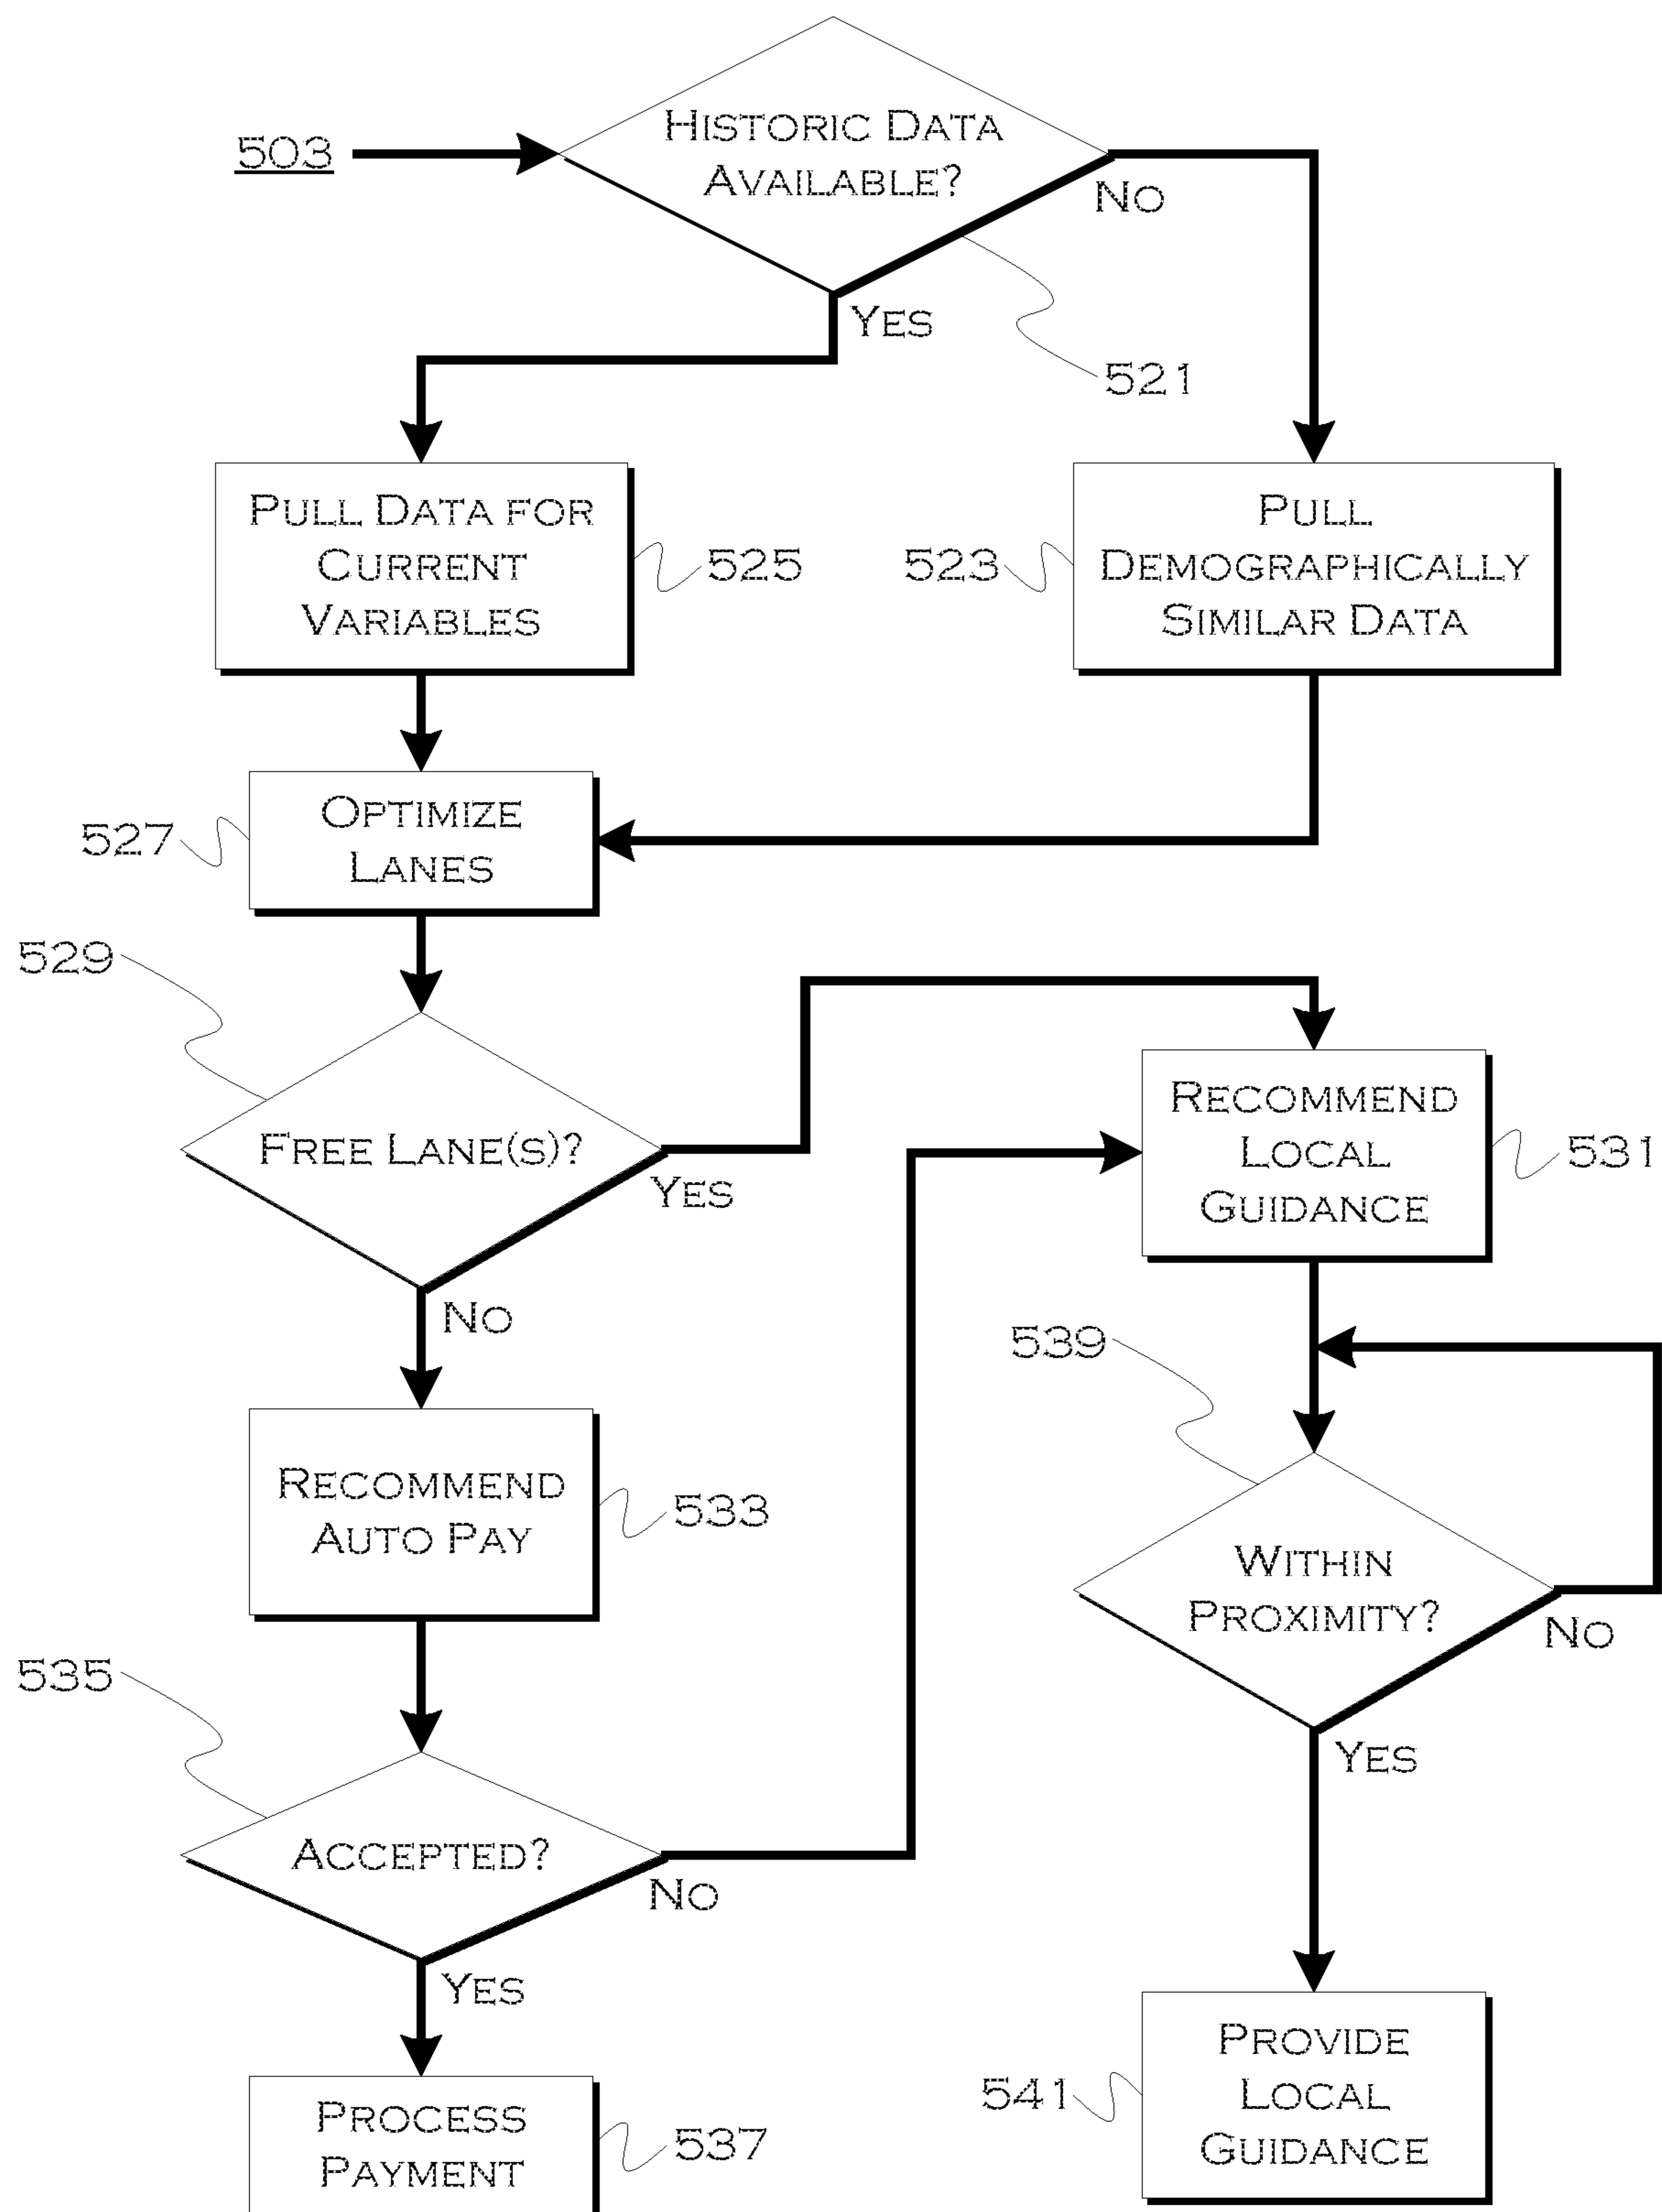 503
HISTORIC DATA
AVAILABLE?
NO
YES
521
PULL DATA FOR
CURRENT
VARIABLES
525
523
PULL
DEMOGRAPHICALLY
SIMILAR DATA
527
OPTIMIZE
LANES
529
FREE LANE(S)?
YES
NO
RECOMMEND
LOCAL
GUIDANCE
531
539
RECOMMEND
AUTO PAY
533
WITHIN
PROXIMITY?
NO
YES
535
ACCEPTED?
NO
YES
PROCESS
PAYMENT
537
541
PROVIDE
LOCAL
GUIDANCE